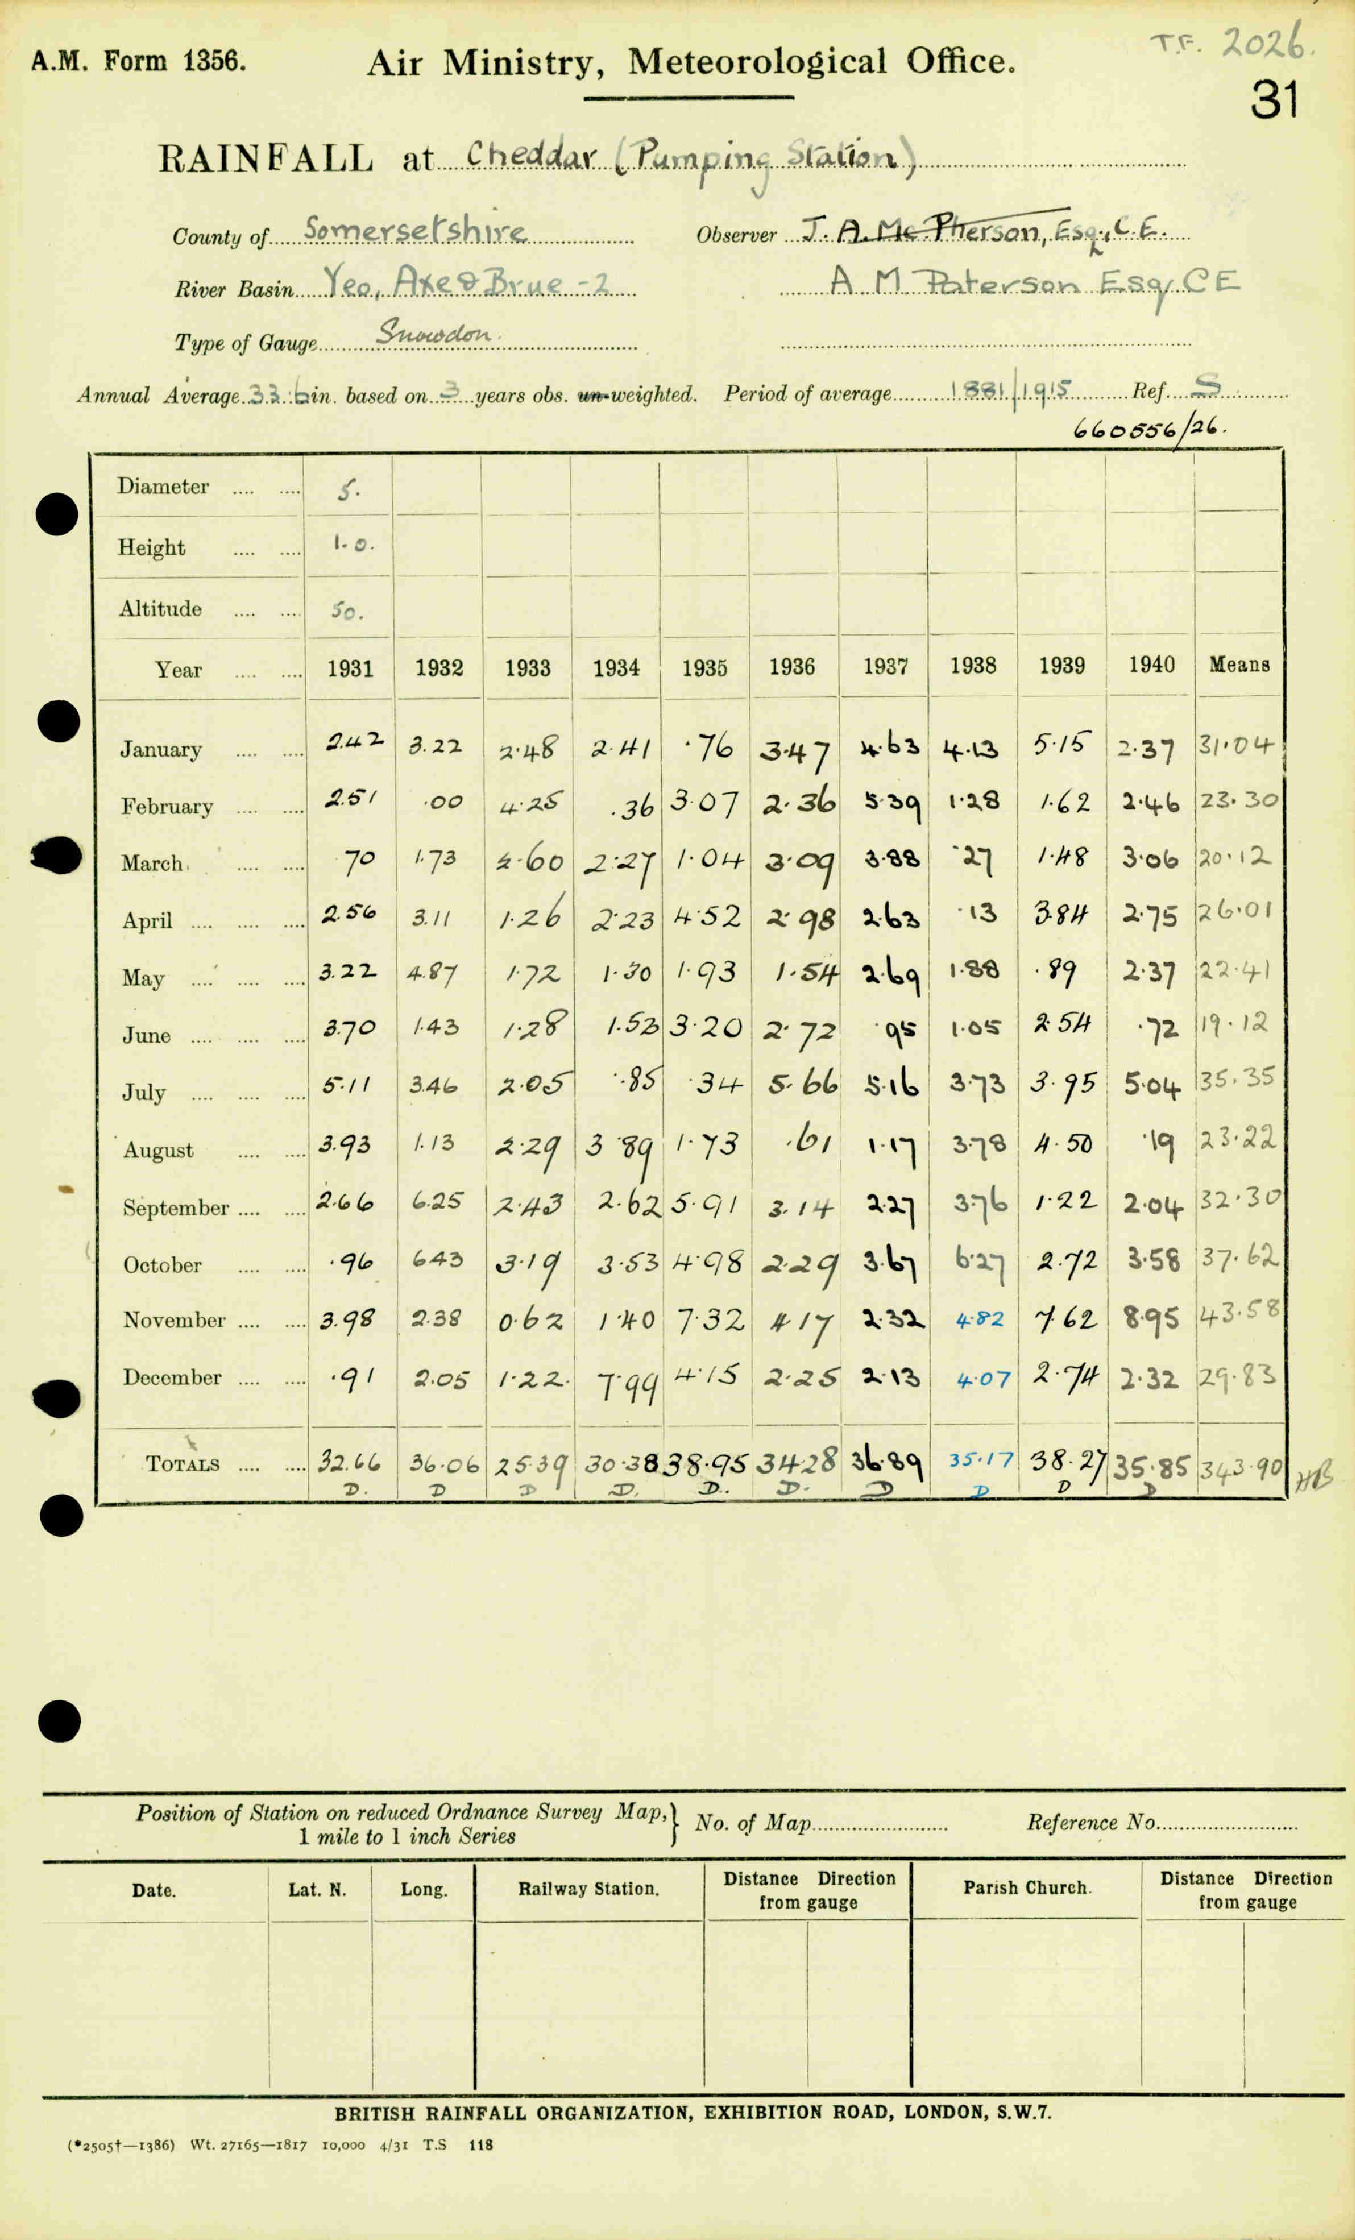 T.F. 2026.
A.M. Form 1356. Air Ministry, Meteorological Office.
31
RAINFALL at Cheddar (Pumping Station)
County of Somersetshire Observer J. A. McPherson, Esq., C.E.
River Basin Yeo, Axe & Brue -2 A M Paterson Esq CE
Type of Gauge Snowdon.
Annual Average 33.6 in. based on 3 years obs. un-weighted. Period of average 1881/1915 Ref. S
660556/26.
Diameter .... .... 5.
Height .... .... 1.0.
Altitude .... .... 50.
Year .... .... 1931 1932 1933 1934 1935 1936 1937 1938 1939 1940 Means
January .... .... 2.42 3.22 2.48 2.41 .76 3.47 4.63 4.13 5.15 2.37 31.04
February .... .... 2.51 .00 4.25 .36 3.07 2.36 5.39 1.28 1.62 2.46 23.30
March .... .... 70 1.73 2.60 2.27 1.04 3.09 3.88 .27 1.48 3.06 20.12
April .... .... .... 2.56 3.11 1.26 2.23 4.52 2.98 2.63 .13 3.84 2.75 26.01
May .... .... .... 3.22 4.87 1.72 1.30 1.93 1.54 2.69 1.88 .89 2.37 22.41
June .... .... .... 3.70 1.43 1.28 1.53 3.20 2.72 .95 1.05 2.54 .72 19.12
July .... .... .... 5.11 3.46 2.05 .85 .34 5.66 5.16 3.73 3.95 5.04 35.35
August .... .... 3.93 1.13 2.29 3 89 1.73 .61 1.17 3.78 4.50 .19 23.22
September .... .... 2.66 6.25 2.43 2.62 5.91 3.14 2.27 3.76 1.22 2.04 32.30
October .... .... .96 6.43 3.19 3.53 4.98 2.29 3.67 6.27 2.72 3.58 37.62
November .... .... 3.98 2.38 0.62 1.40 7.32 4.17 2.32 4.82 7.62 8.95 43.58
December .... .... .91 2.05 1.22. 7.99 4.15 2.25 2.13 4.07 2.74 2.32 29.83
TOTALS .... .... 32.66 36.06 25.39 30.38 38.95 34.28 36.89 35.17 38.27 35.85 343.90 HB
D. D D D. D. D. D D D D
Position of Station on reduced Ordnance Survey Map,} No. of Map Reference No.
1 mile to 1 inch Series
Date. Lat. N. Long. Railway Station. Distance Direction from gauge Parish Church. Distance Direction from gauge
BRITISH RAINFALL ORGANIZATION, EXHIBITION ROAD, LONDON, S.W.7.
(*2505†—1386) Wt. 27165—1817 10,000 4/31 T.S 118